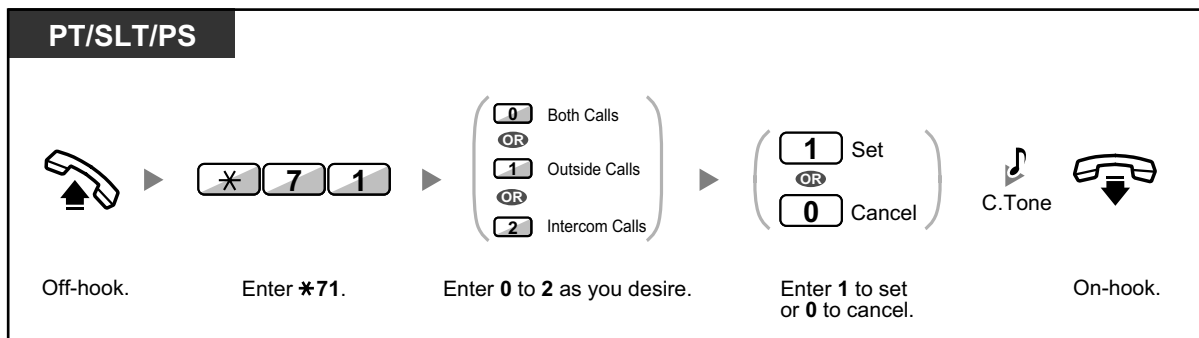 PT/SLT/PS
0 Both Calls
OR
1 Outside Calls
OR
2 Intercom Calls
1 Set
OR
0 Cancel
✱ 7 1
C.Tone
Off-hook.
Enter ✱71.
Enter 0 to 2 as you desire.
Enter 1 to set
or 0 to cancel.
On-hook.